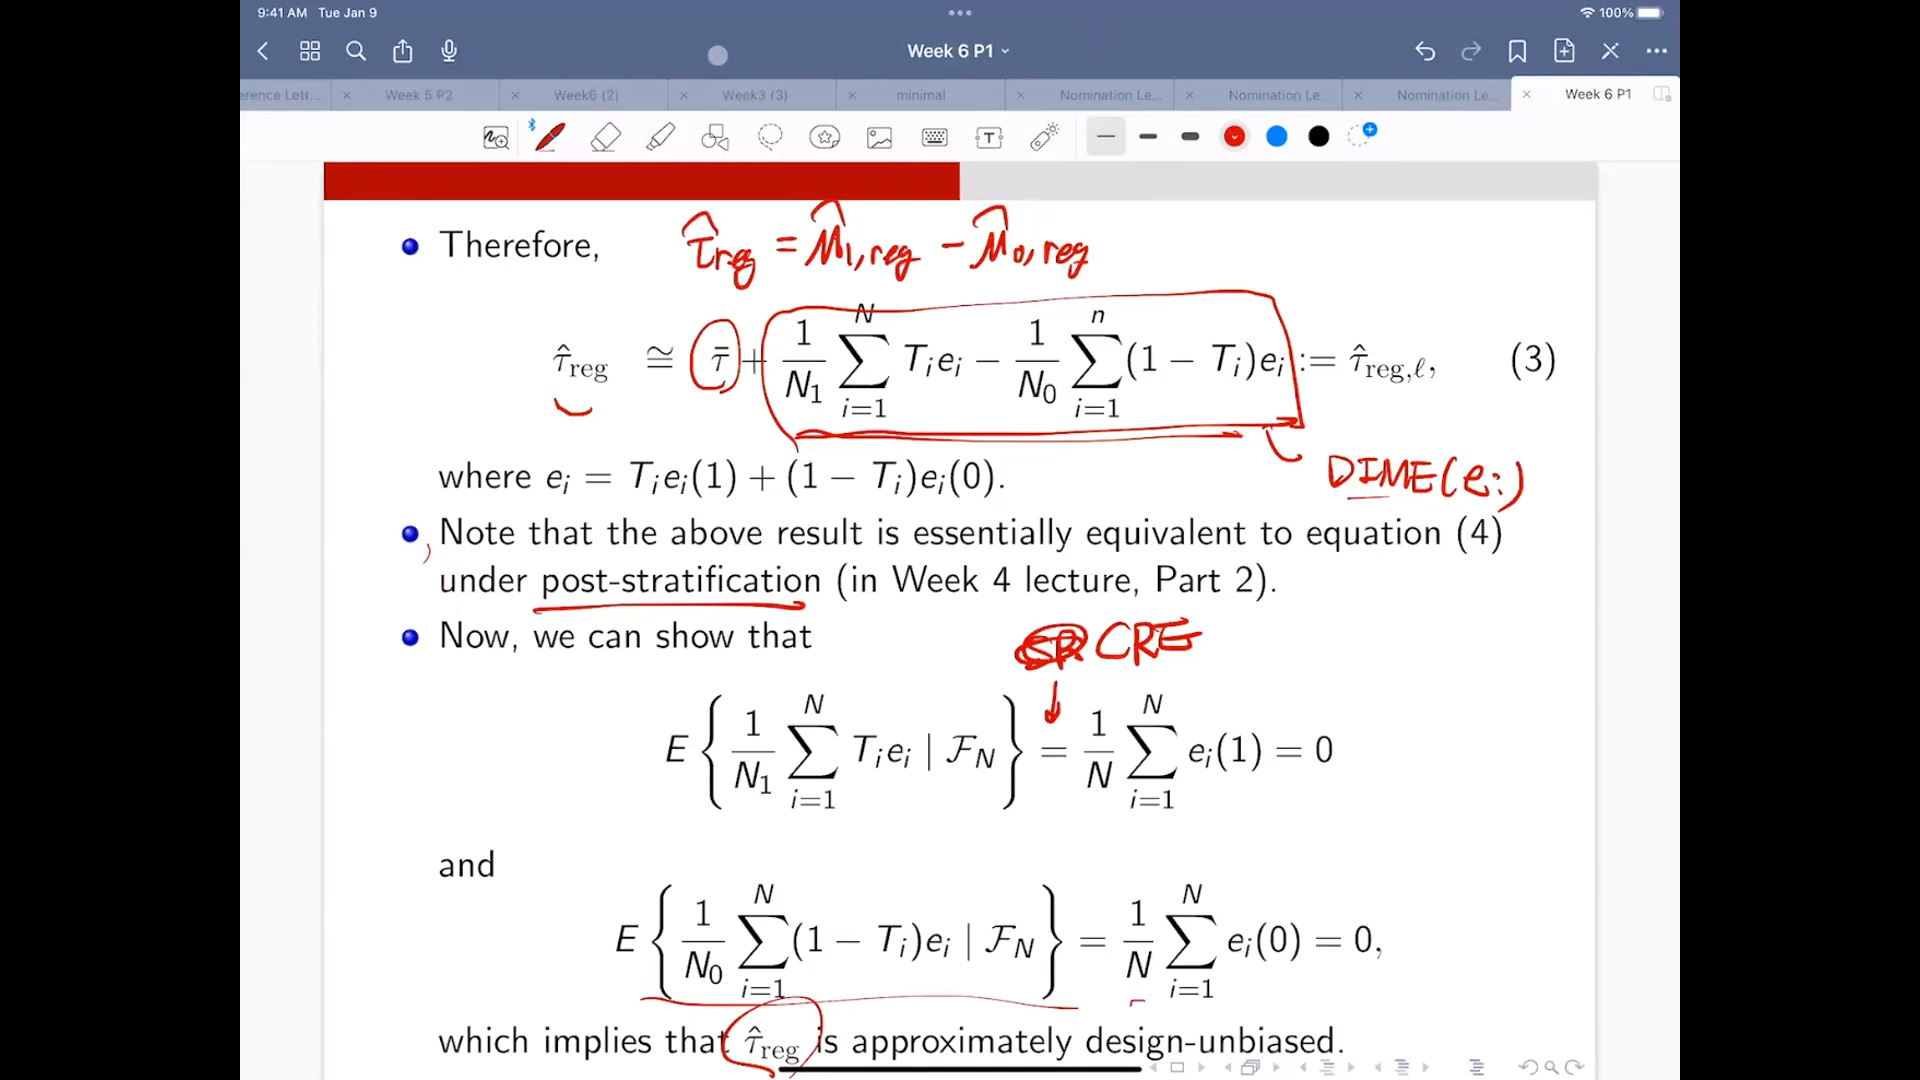 9:41 AM Tue Jan 9
100%
Week 6 P1
erence Lett...
Week 5 P2
Week6 (2)
Week3 (3)
minimal
Nomination Le...
Nomination Le...
Nomination Le...
Week 6 P1
Therefore, τ̂reg = M̂1,reg − M̂0,reg
τ̂reg ≅ τ̄ + 1/N1 ∑_{i=1}^{N} Tiei − 1/N0 ∑_{i=1}^{n} (1 − Ti)ei := τ̂reg,ℓ, (3)
where ei = Tiei(1) + (1 − Ti)ei(0).
DIME(ei)
Note that the above result is essentially equivalent to equation (4)
under post-stratification (in Week 4 lecture, Part 2).
Now, we can show that
CRE
E { 1/N1 ∑_{i=1}^{N} Tiei | ℱN } = 1/N ∑_{i=1}^{N} ei(1) = 0
and
E { 1/N0 ∑_{i=1}^{N} (1 − Ti)ei | ℱN } = 1/N ∑_{i=1}^{N} ei(0) = 0,
which implies that τ̂reg is approximately design-unbiased.